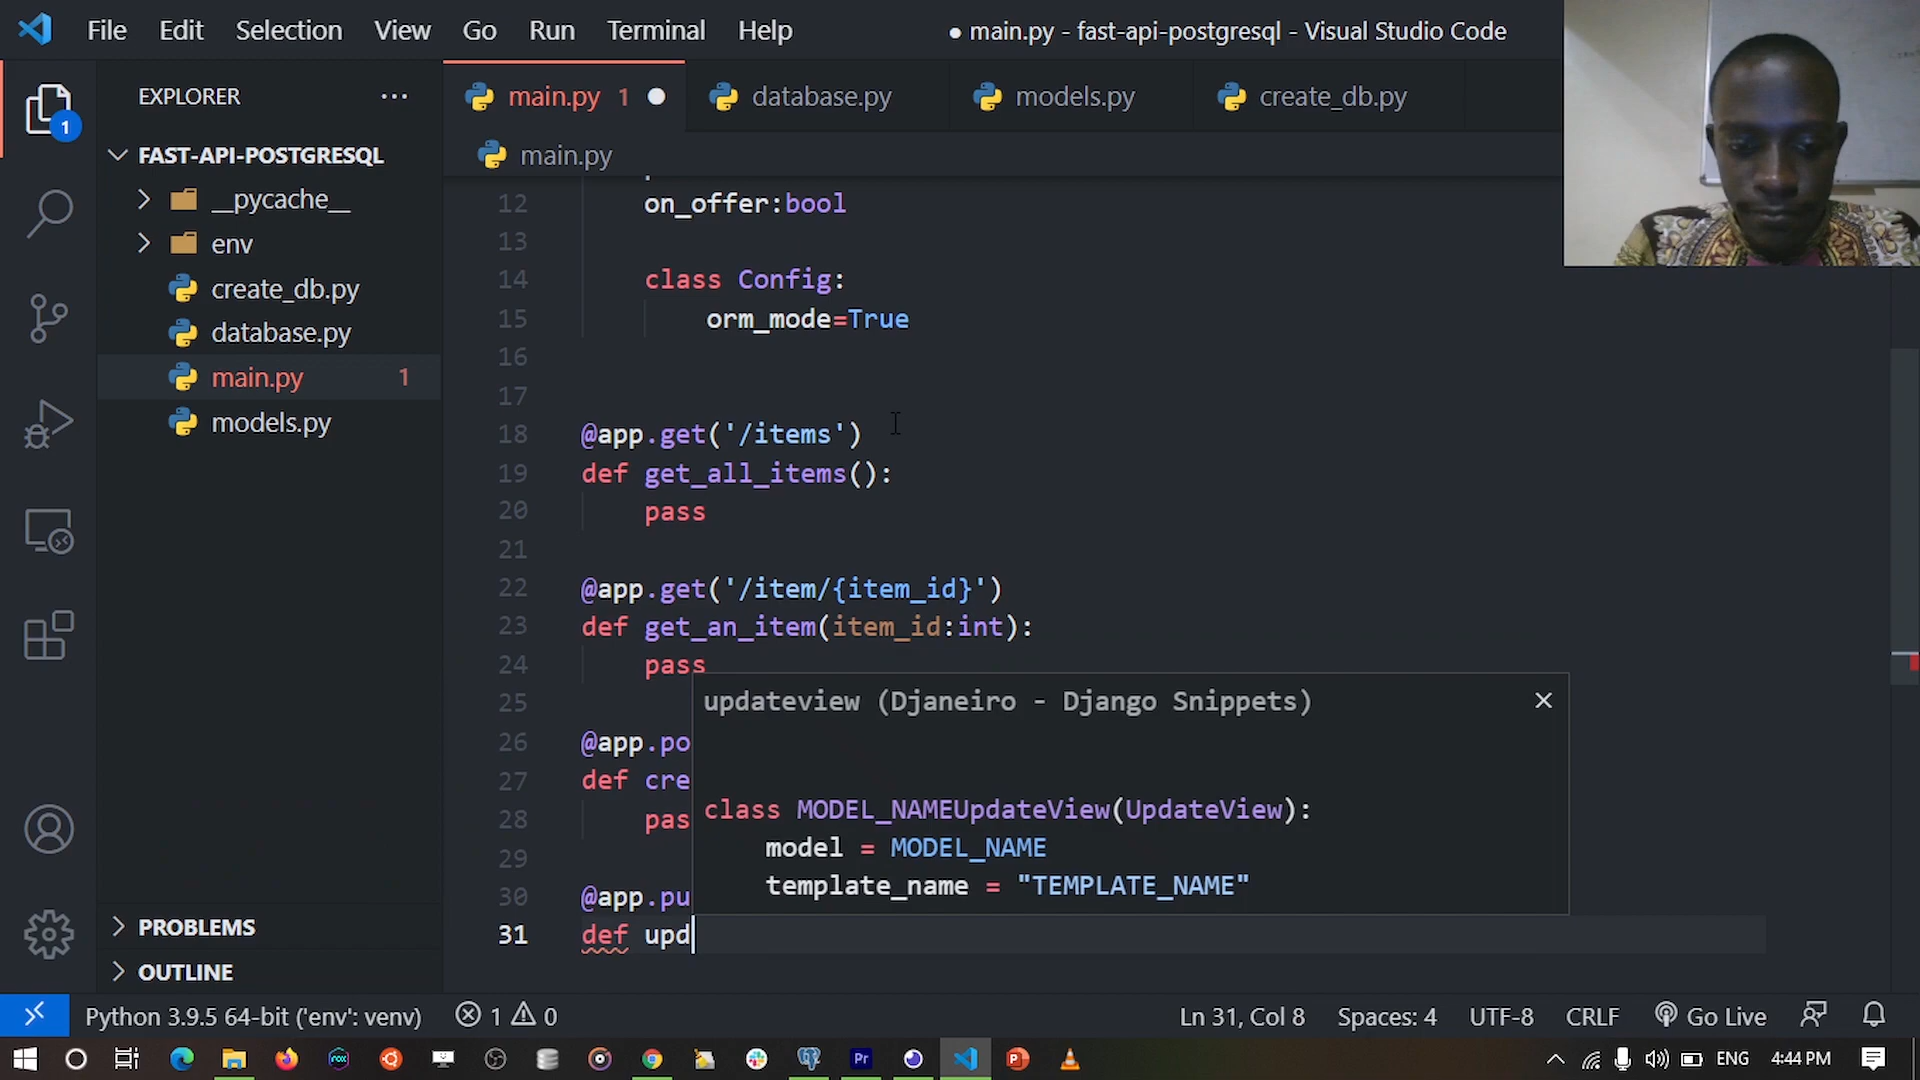 File Edit Selection View Go Run Terminal Help
● main.py - fast-api-postgresql - Visual Studio Code
EXPLORER ...
main.py 1
database.py
models.py
create_db.py
1
FAST-API-POSTGRESQL
__pycache__
env
create_db.py
database.py
main.py 1
models.py
PROBLEMS
OUTLINE
main.py
12 on_offer:bool
13
14 class Config:
15 orm_mode=True
16
17
18 @app.get('/items')
19 def get_all_items():
20 pass
21
22 @app.get('/item/{item_id}')
23 def get_an_item(item_id:int):
24 pass
25
26 @app.po
27 def cre
28 pas
29
30 @app.pu
31 def upd
updateview (Djaneiro - Django Snippets)
class MODEL_NAMEUpdateView(UpdateView):
model = MODEL_NAME
template_name = "TEMPLATE_NAME"
Python 3.9.5 64-bit ('env': venv) 1 0
Ln 31, Col 8 Spaces: 4 UTF-8 CRLF Go Live
Pr
ENG 4:44 PM